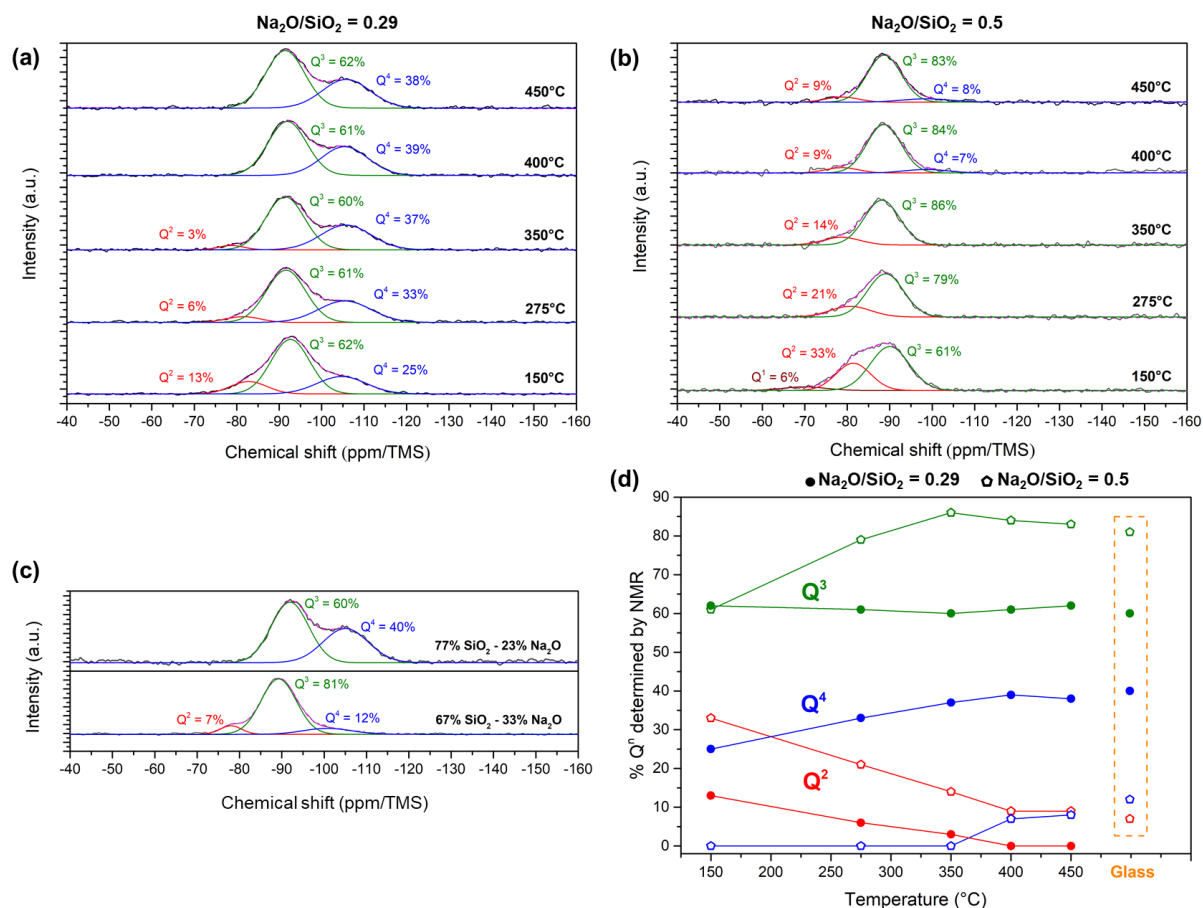 Na₂O/SiO₂ = 0.29
(a)
Q³ = 62%
Q⁴ = 38%
450°C
Q³ = 61%
Q⁴ = 39%
400°C
Q³ = 60%
Q⁴ = 37%
Q² = 3%
350°C
Q³ = 61%
Q⁴ = 33%
Q² = 6%
275°C
Q³ = 62%
Q⁴ = 25%
Q² = 13%
150°C
Intensity (a.u.)
-40 -50 -60 -70 -80 -90 -100 -110 -120 -130 -140 -150 -160
Chemical shift (ppm/TMS)
Na₂O/SiO₂ = 0.5
(b)
Q³ = 83%
Q² = 9%
Q⁴ = 8%
450°C
Q³ = 84%
Q² = 9%
Q⁴ =7%
400°C
Q³ = 86%
Q² = 14%
350°C
Q³ = 79%
Q² = 21%
275°C
Q² = 33%
Q³ = 61%
Q¹ = 6%
150°C
Intensity (a.u.)
-40 -50 -60 -70 -80 -90 -100 -110 -120 -130 -140 -150 -160
Chemical shift (ppm/TMS)
(c)
Q³ = 60%
Q⁴ = 40%
77% SiO₂ - 23% Na₂O
Q³ = 81%
Q² = 7%
Q⁴ = 12%
67% SiO₂ - 33% Na₂O
Intensity (a.u.)
-40 -50 -60 -70 -80 -90 -100 -110 -120 -130 -140 -150 -160
Chemical shift (ppm/TMS)
(d)
Na₂O/SiO₂ = 0.29 Na₂O/SiO₂ = 0.5
90
80
70
60
50
40
30
20
10
0
% Qⁿ determined by NMR
Q³
Q⁴
Q²
150 200 250 300 350 400 450 Glass
Temperature (°C)